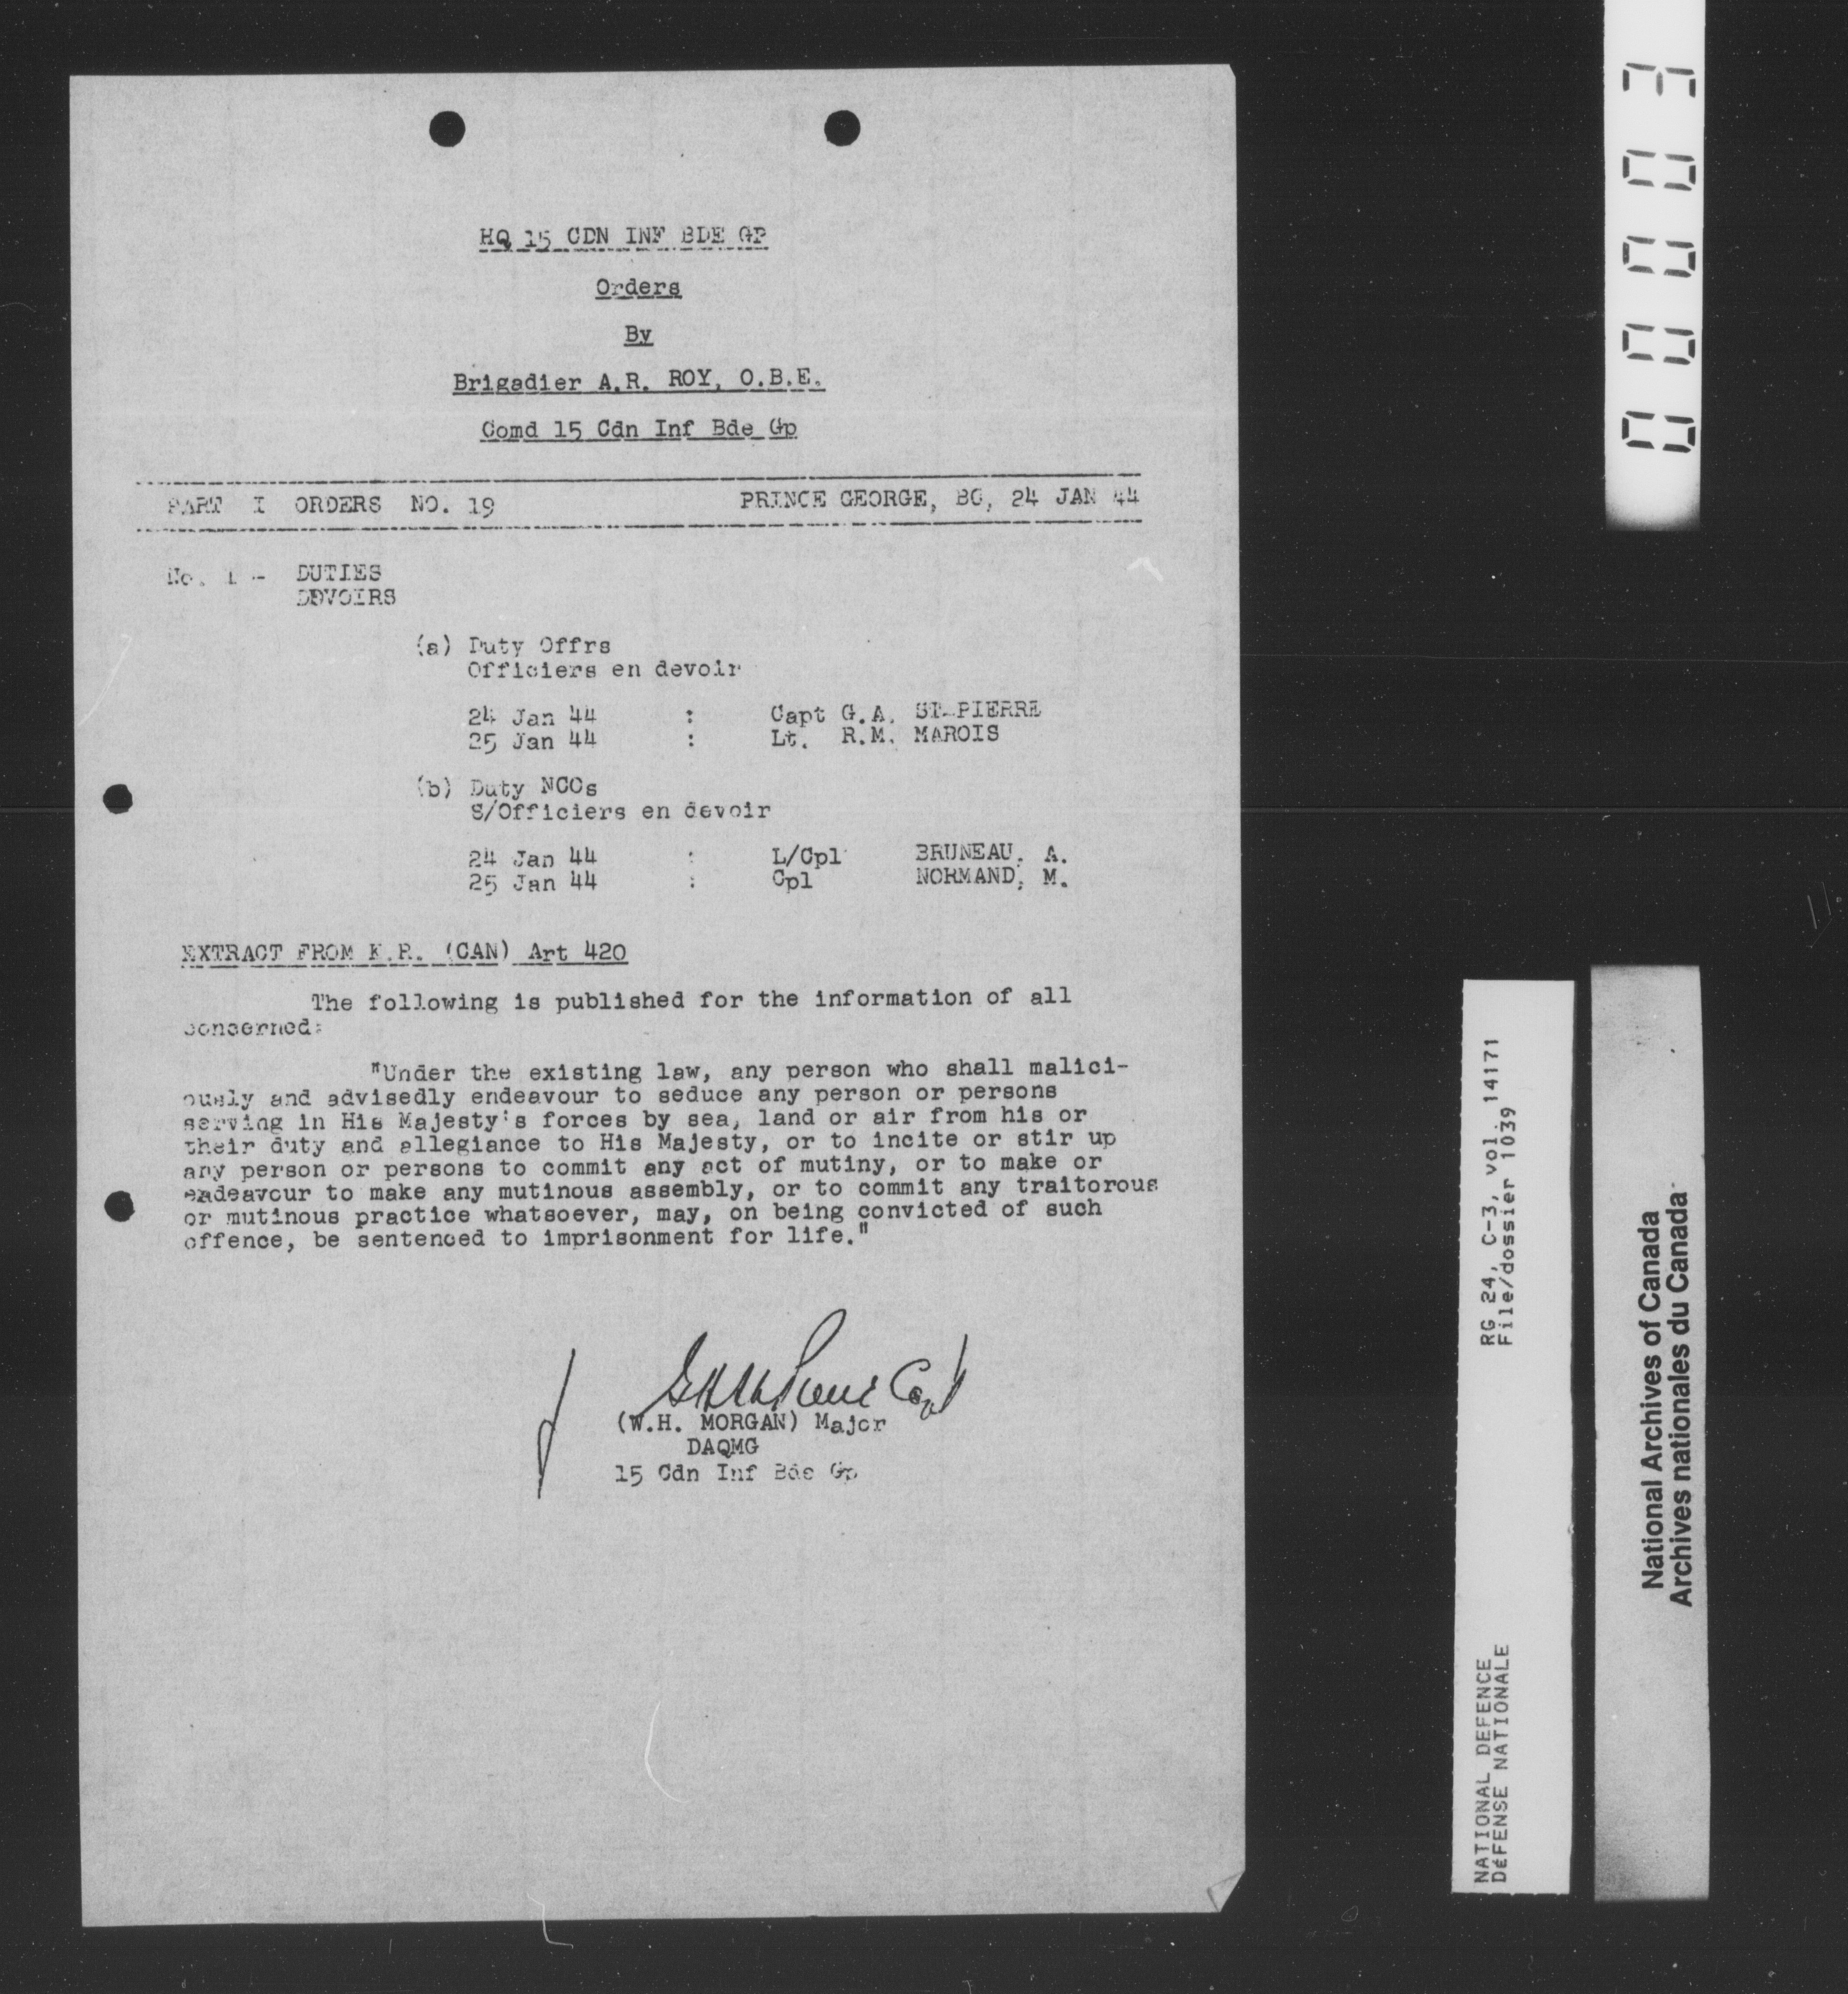 HQ 15 CDN INF BDE GP
Orders
By
Brigadier A.R. ROY, O.B.E.
Comd 15 Cdn Inf Bde Gp
PART I ORDERS NO. 19 PRINCE GEORGE, BC, 24 JAN 44
No. 1 - DUTIES
DEVOIRS
(a) Duty Offrs
Officiers en devoir
24 Jan 44 : Capt G.A. ST-PIERRE
25 Jan 44 : Lt. R.M. MAROIS
(b) Duty NCOs
S/Officiers en devoir
24 Jan 44 : L/Cpl BRUNEAU, A.
25 Jan 44 : Cpl NORMAND, M.
EXTRACT FROM K.R. (CAN) Art 420
The following is published for the information of all
concerned:
"Under the existing law, any person who shall malici-
ously and advisedly endeavour to seduce any person or persons
serving in His Majesty's forces by sea, land or air from his or
their duty and allegiance to His Majesty, or to incite or stir up
any person or persons to commit any act of mutiny, or to make or
endeavour to make any mutinous assembly, or to commit any traitorous
or mutinous practice whatsoever, may, on being convicted of such
offence, be sentenced to imprisonment for life."
Capt
(W.H. MORGAN) Major
DAQMG
15 Cdn Inf Bde Gp
00003
NATIONAL DEFENCE RG 24, C-3, vol. 14171
DéFENSE NATIONALE File/dossier 1039
National Archives of Canada
Archives nationales du Canada